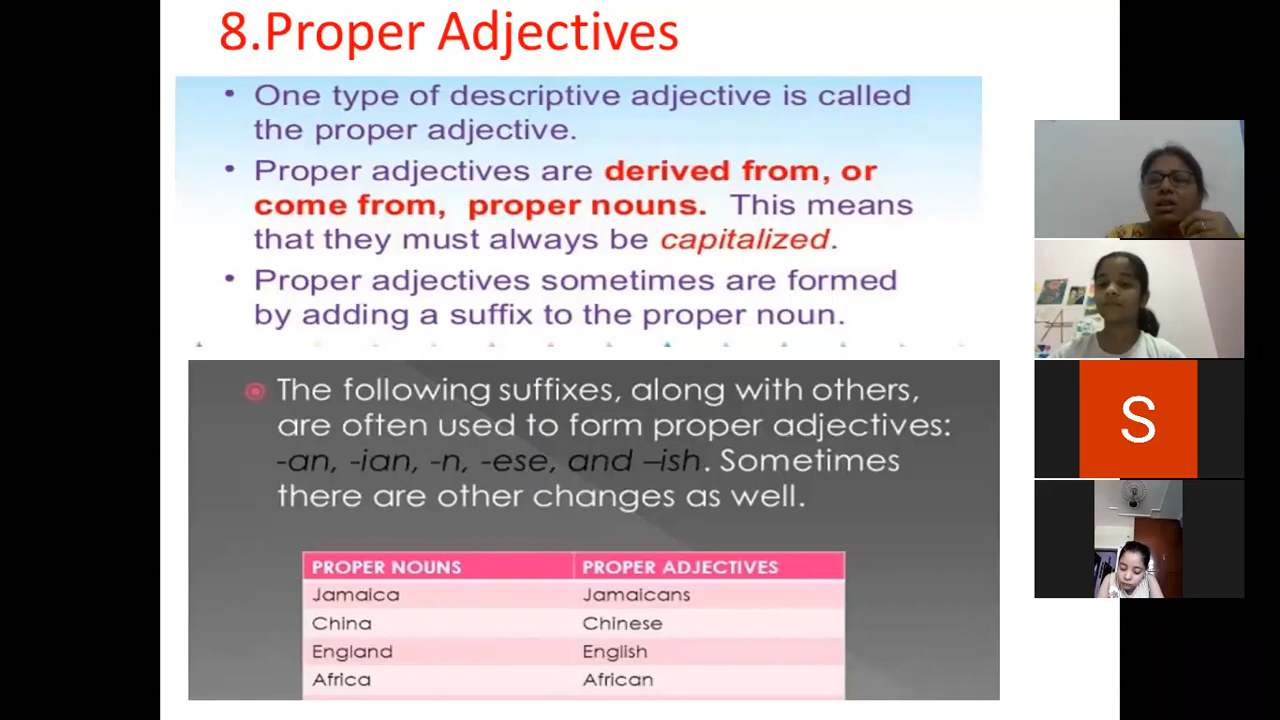 8.Proper Adjectives
• One type of descriptive adjective is called
the proper adjective.
• Proper adjectives are derived from, or
come from, proper nouns. This means
that they must always be capitalized.
• Proper adjectives sometimes are formed
by adding a suffix to the proper noun.
The following suffixes, along with others,
are often used to form proper adjectives:
-an, -ian, -n, -ese, and –ish. Sometimes
there are other changes as well.
PROPER NOUNS PROPER ADJECTIVES
Jamaica Jamaicans
China Chinese
England English
Africa African
S